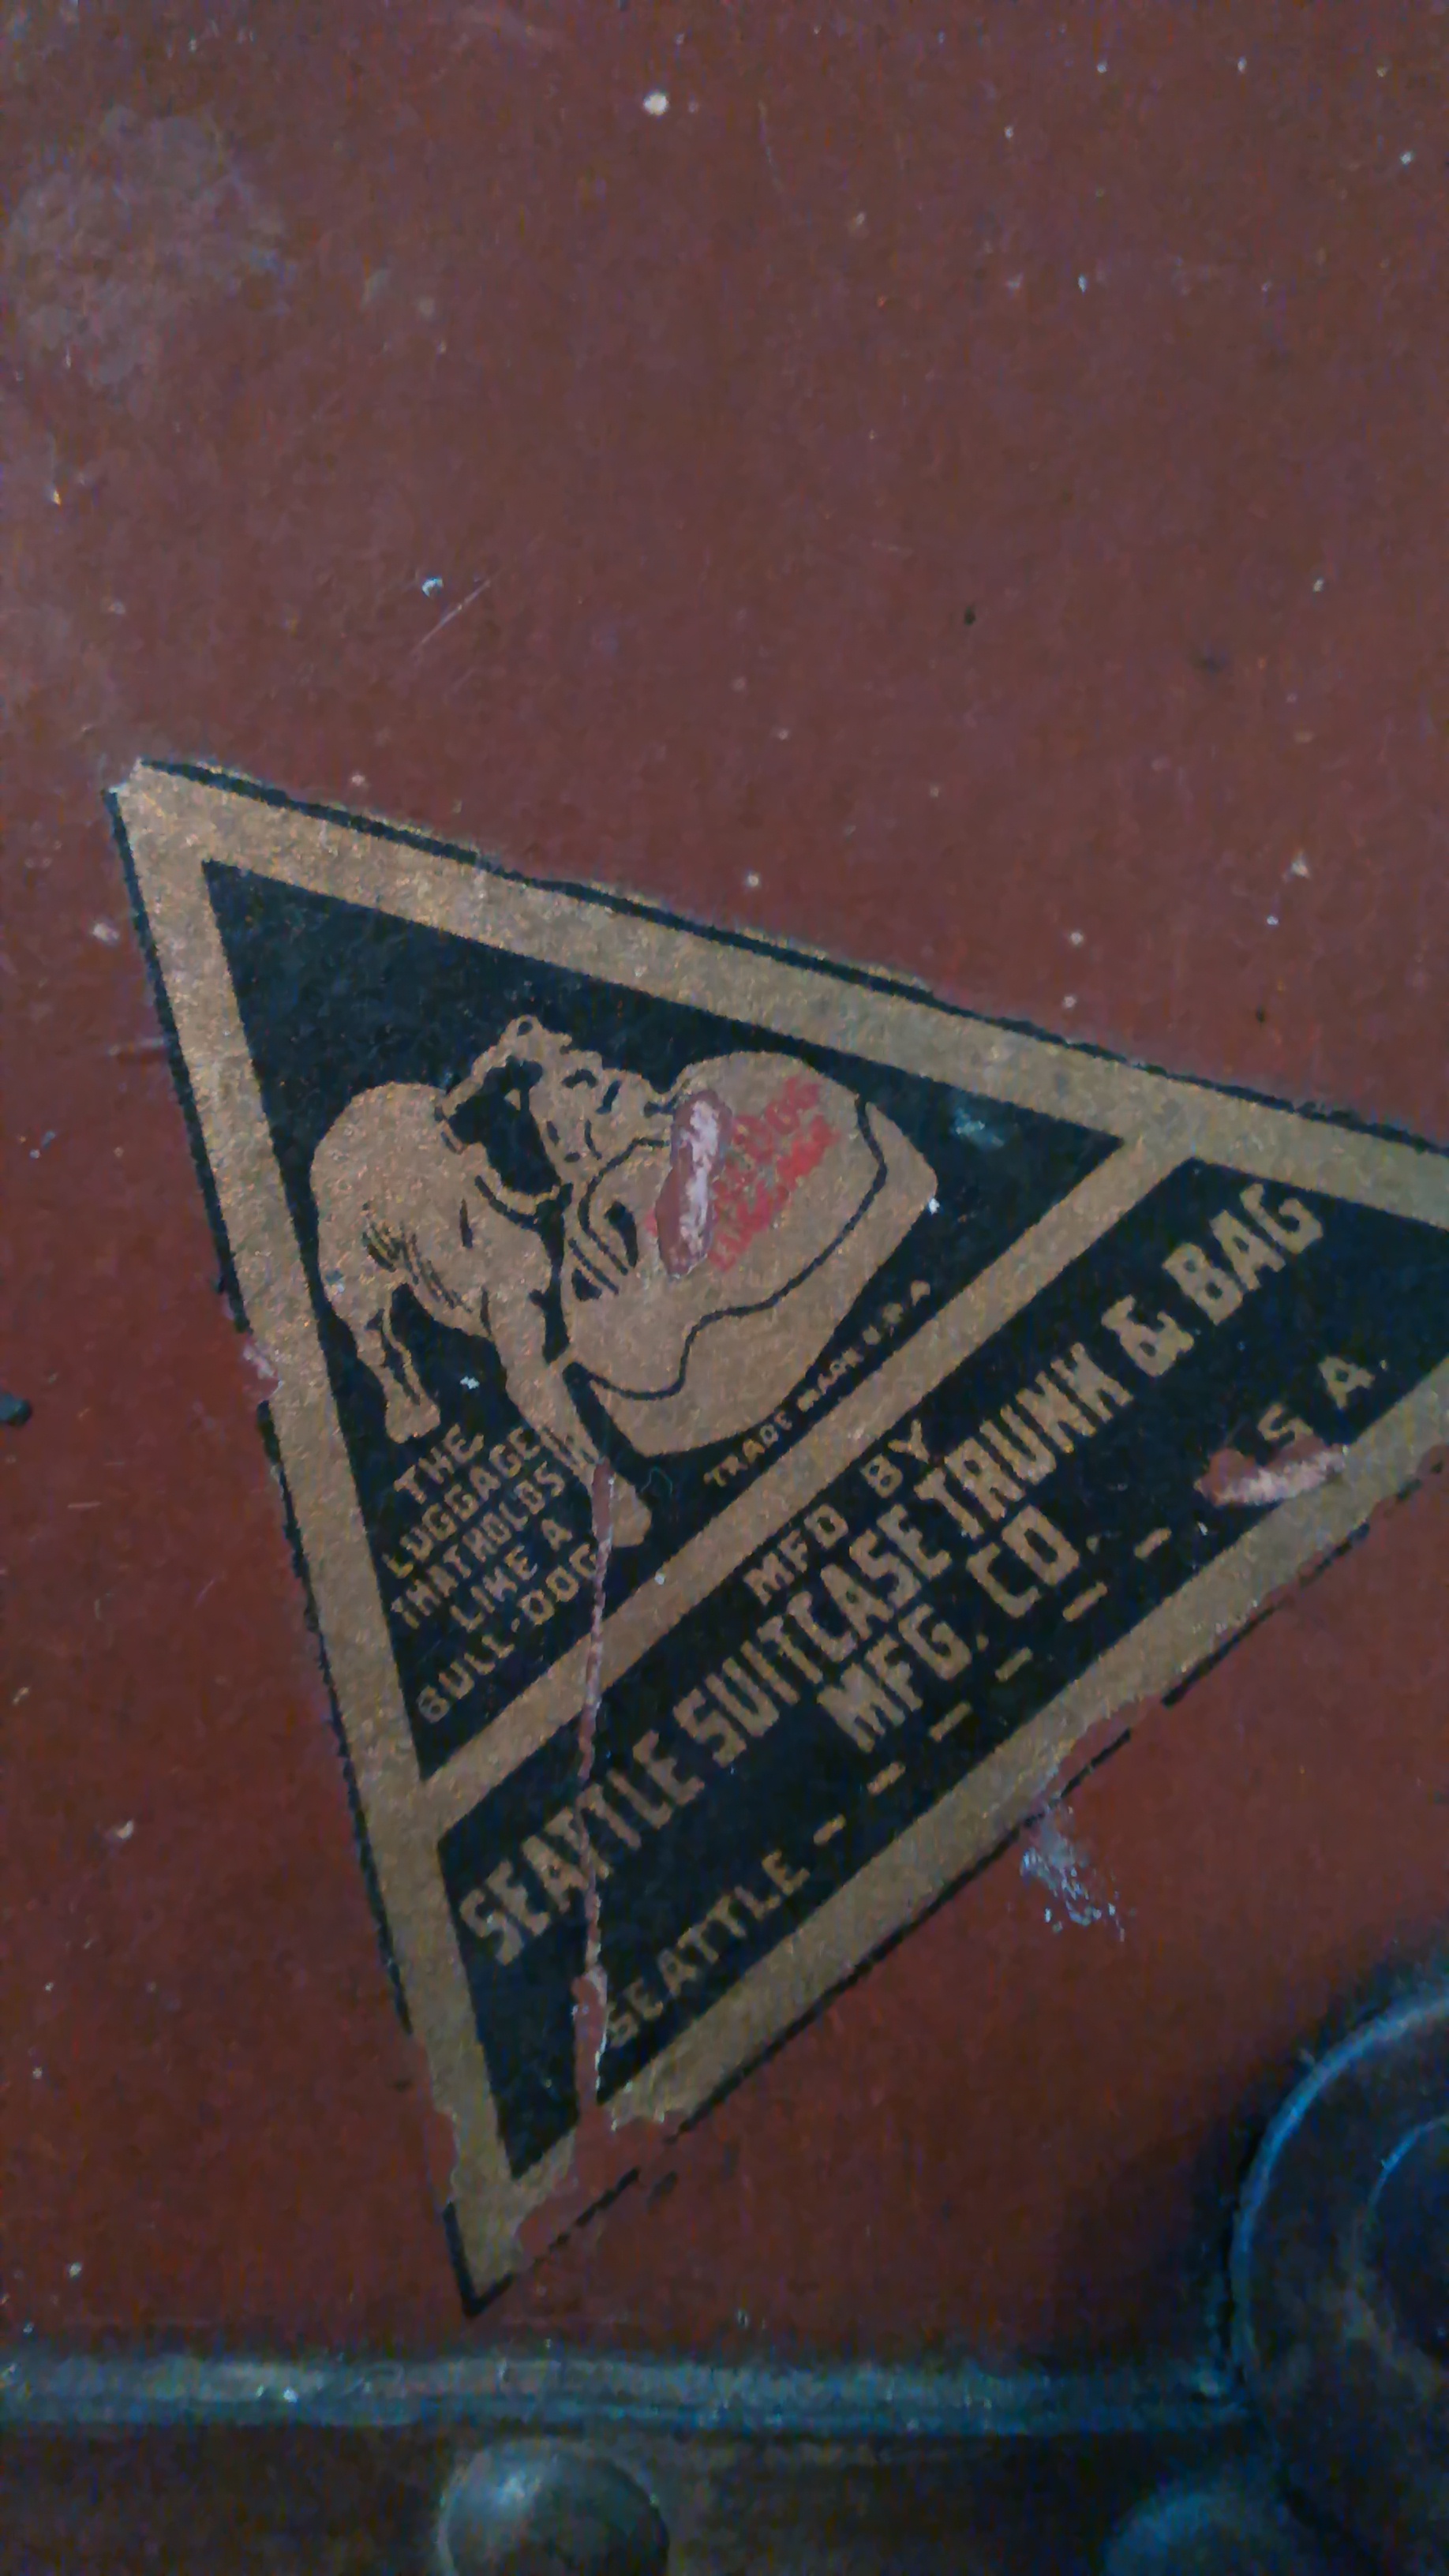 THE
LUGGAGE
THAT HOLDS
LIKE A
BULL-DOG
TRADE MARK
MFD BY
SEATTLE SUITCASE TRUNK & BAG
MFG. CO.
SEATTLE - - - - - - S A.